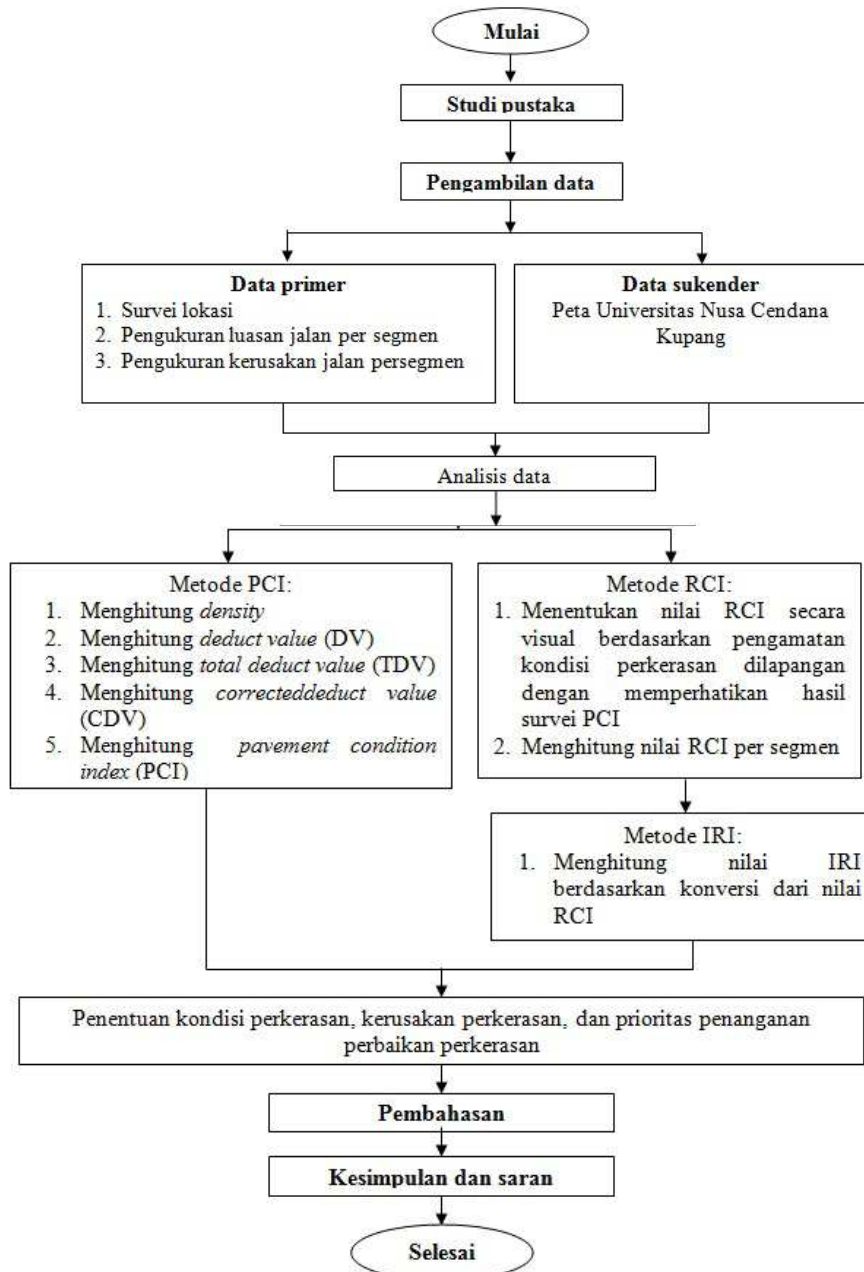 Mulai
Studi pustaka
Pengambilan data
Data primer
1. Survei lokasi
2. Pengukuran luasan jalan per segmen
3. Pengukuran kerusakan jalan persegmen
Data sukender
Peta Universitas Nusa Cendana
Kupang
Analisis data
Metode PCI:
1. Menghitung density
2. Menghitung deduct value (DV)
3. Menghitung total deduct value (TDV)
4. Menghitung correcteddeduct value
(CDV)
5. Menghitung pavement condition
index (PCI)
Metode RCI:
1. Menentukan nilai RCI secara
visual berdasarkan pengamatan
kondisi perkerasan dilapangan
dengan memperhatikan hasil
survei PCI
2. Menghitung nilai RCI per segmen
Metode IRI:
1. Menghitung nilai IRI
berdasarkan konversi dari nilai
RCI
Penentuan kondisi perkerasan, kerusakan perkerasan, dan prioritas penanganan
perbaikan perkerasan
Pembahasan
Kesimpulan dan saran
Selesai